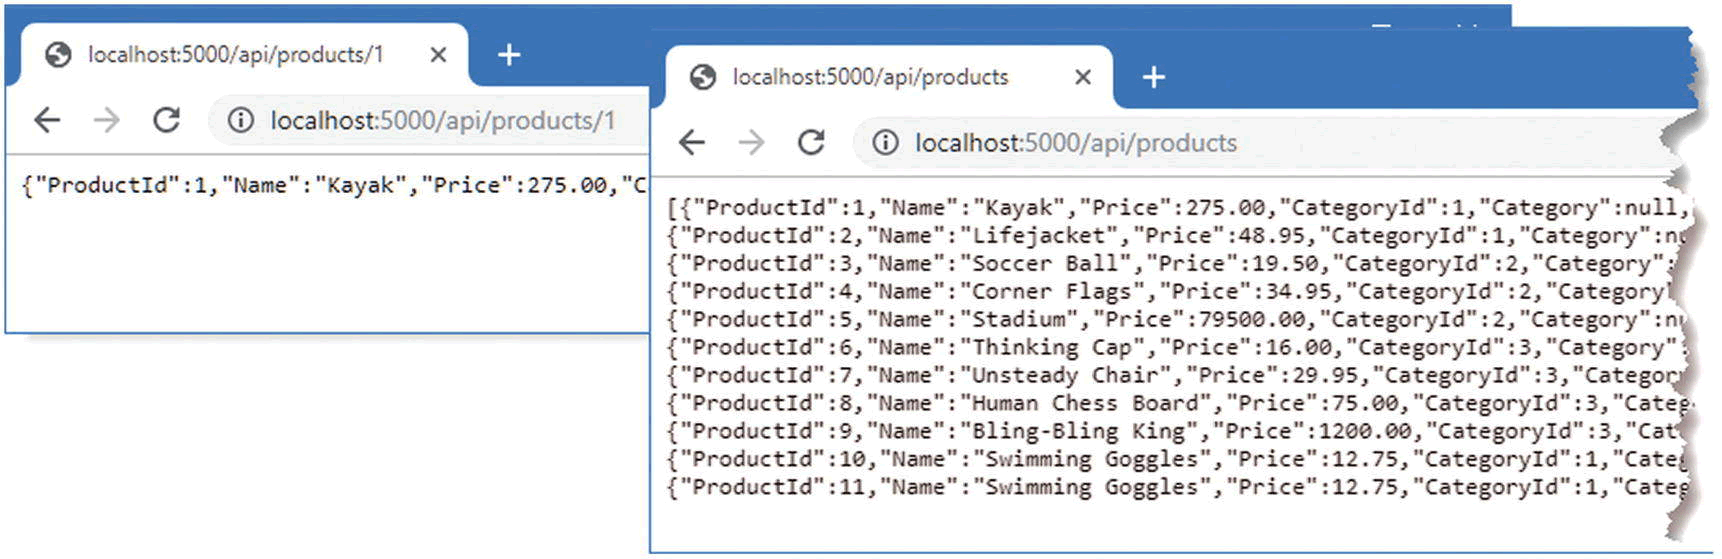 localhost:5000/api/products/1
localhost:5000/api/products/1
{"ProductId":1,"Name":"Kayak","Price":275.00,"C
localhost:5000/api/products
localhost:5000/api/products
[{"ProductId":1,"Name":"Kayak","Price":275.00,"CategoryId":1,"Category":null,
{"ProductId":2,"Name":"Lifejacket","Price":48.95,"CategoryId":1,"Category":nu
{"ProductId":3,"Name":"Soccer Ball","Price":19.50,"CategoryId":2,"Category":
{"ProductId":4,"Name":"Corner Flags","Price":34.95,"CategoryId":2,"Category"
{"ProductId":5,"Name":"Stadium","Price":79500.00,"CategoryId":2,"Category":nu
{"ProductId":6,"Name":"Thinking Cap","Price":16.00,"CategoryId":3,"Category":
{"ProductId":7,"Name":"Unsteady Chair","Price":29.95,"CategoryId":3,"Category
{"ProductId":8,"Name":"Human Chess Board","Price":75.00,"CategoryId":3,"Categ
{"ProductId":9,"Name":"Bling-Bling King","Price":1200.00,"CategoryId":3,"Cat
{"ProductId":10,"Name":"Swimming Goggles","Price":12.75,"CategoryId":1,"Categ
{"ProductId":11,"Name":"Swimming Goggles","Price":12.75,"CategoryId":1,"Categ